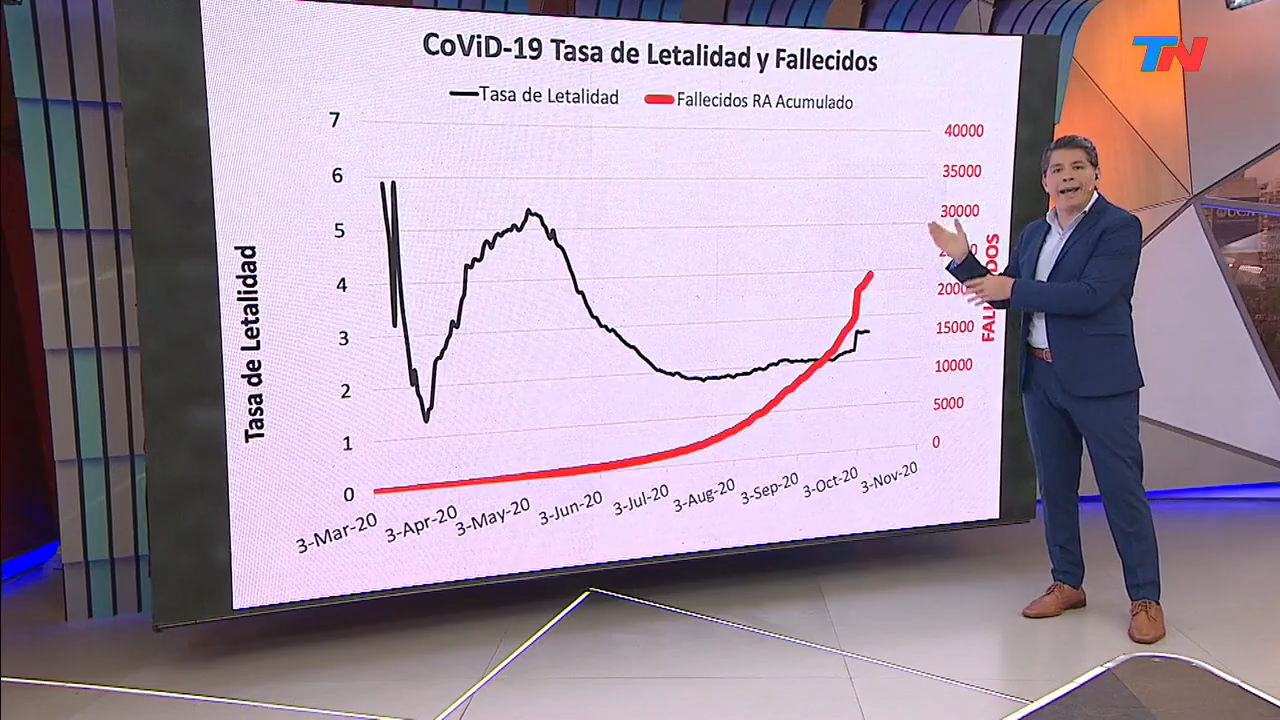 TN
CoViD-19 Tasa de Letalidad y Fallecidos
Tasa de Letalidad
Fallecidos RA Acumulado
7
6
5
4
3
2
1
0
Tasa de Letalidad
40000
35000
30000
20000
15000
10000
5000
0
3-Mar-20
3-Apr-20
3-May-20
3-Jun-20
3-Jul-20
3-Aug-20
3-Sep-20
3-Oct-20
3-Nov-20
UCA